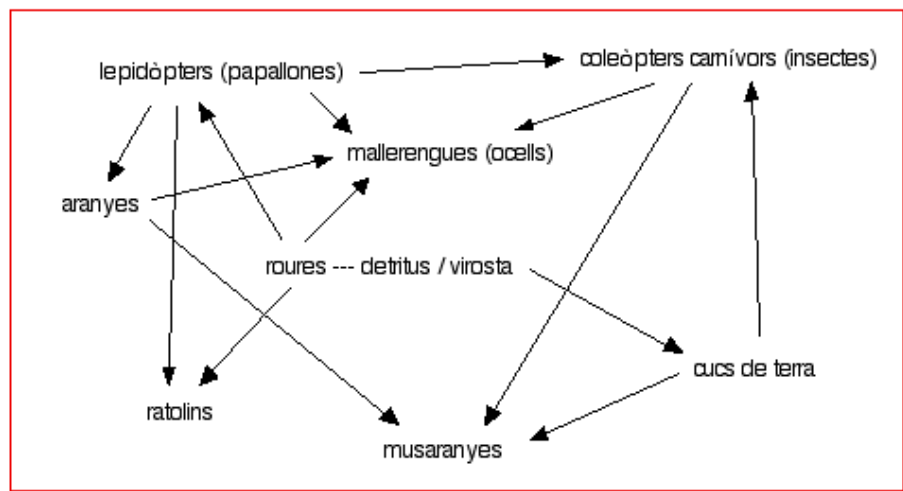 lepidòpters (papallones)
coleòpters carnívors (insectes)
mallerengues (ocells)
aranyes
roures --- detritus / virosta
cucs de terra
ratolins
musaranyes